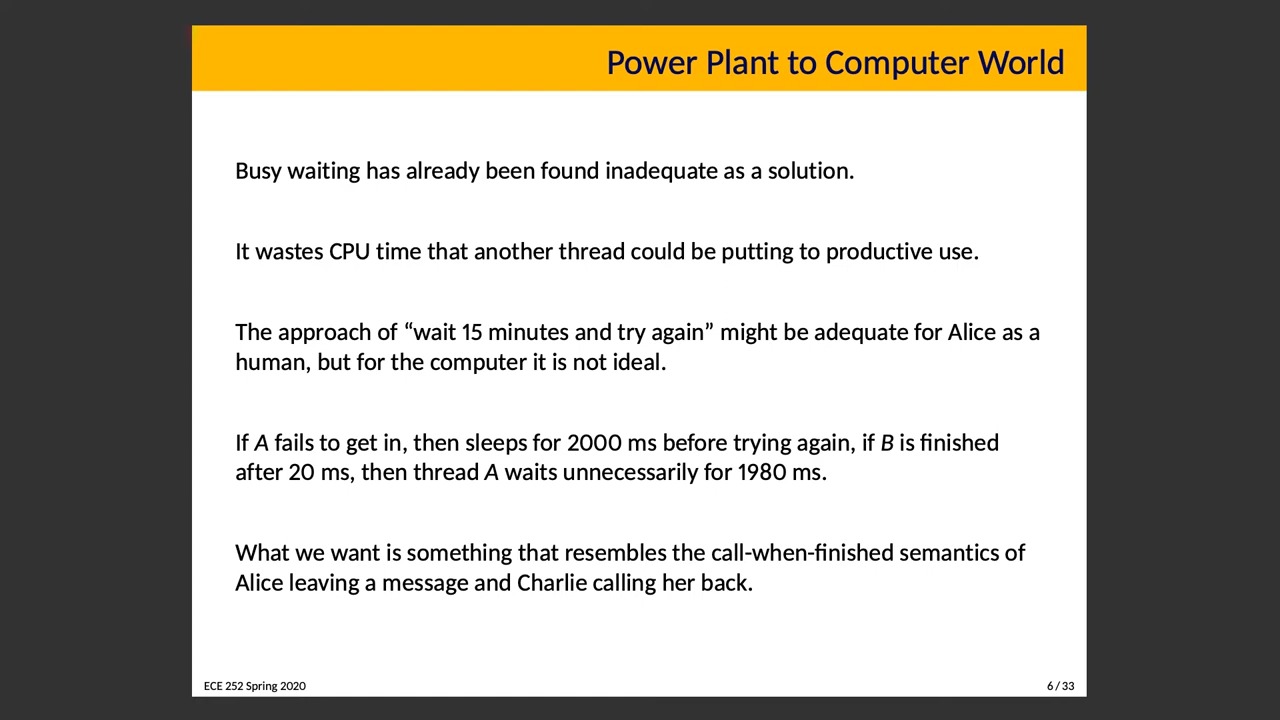 Power Plant to Computer World
Busy waiting has already been found inadequate as a solution.
It wastes CPU time that another thread could be putting to productive use.
The approach of “wait 15 minutes and try again” might be adequate for Alice as a
human, but for the computer it is not ideal.
If A fails to get in, then sleeps for 2000 ms before trying again, if B is finished
after 20 ms, then thread A waits unnecessarily for 1980 ms.
What we want is something that resembles the call-when-finished semantics of
Alice leaving a message and Charlie calling her back.
ECE 252 Spring 2020
6 / 33